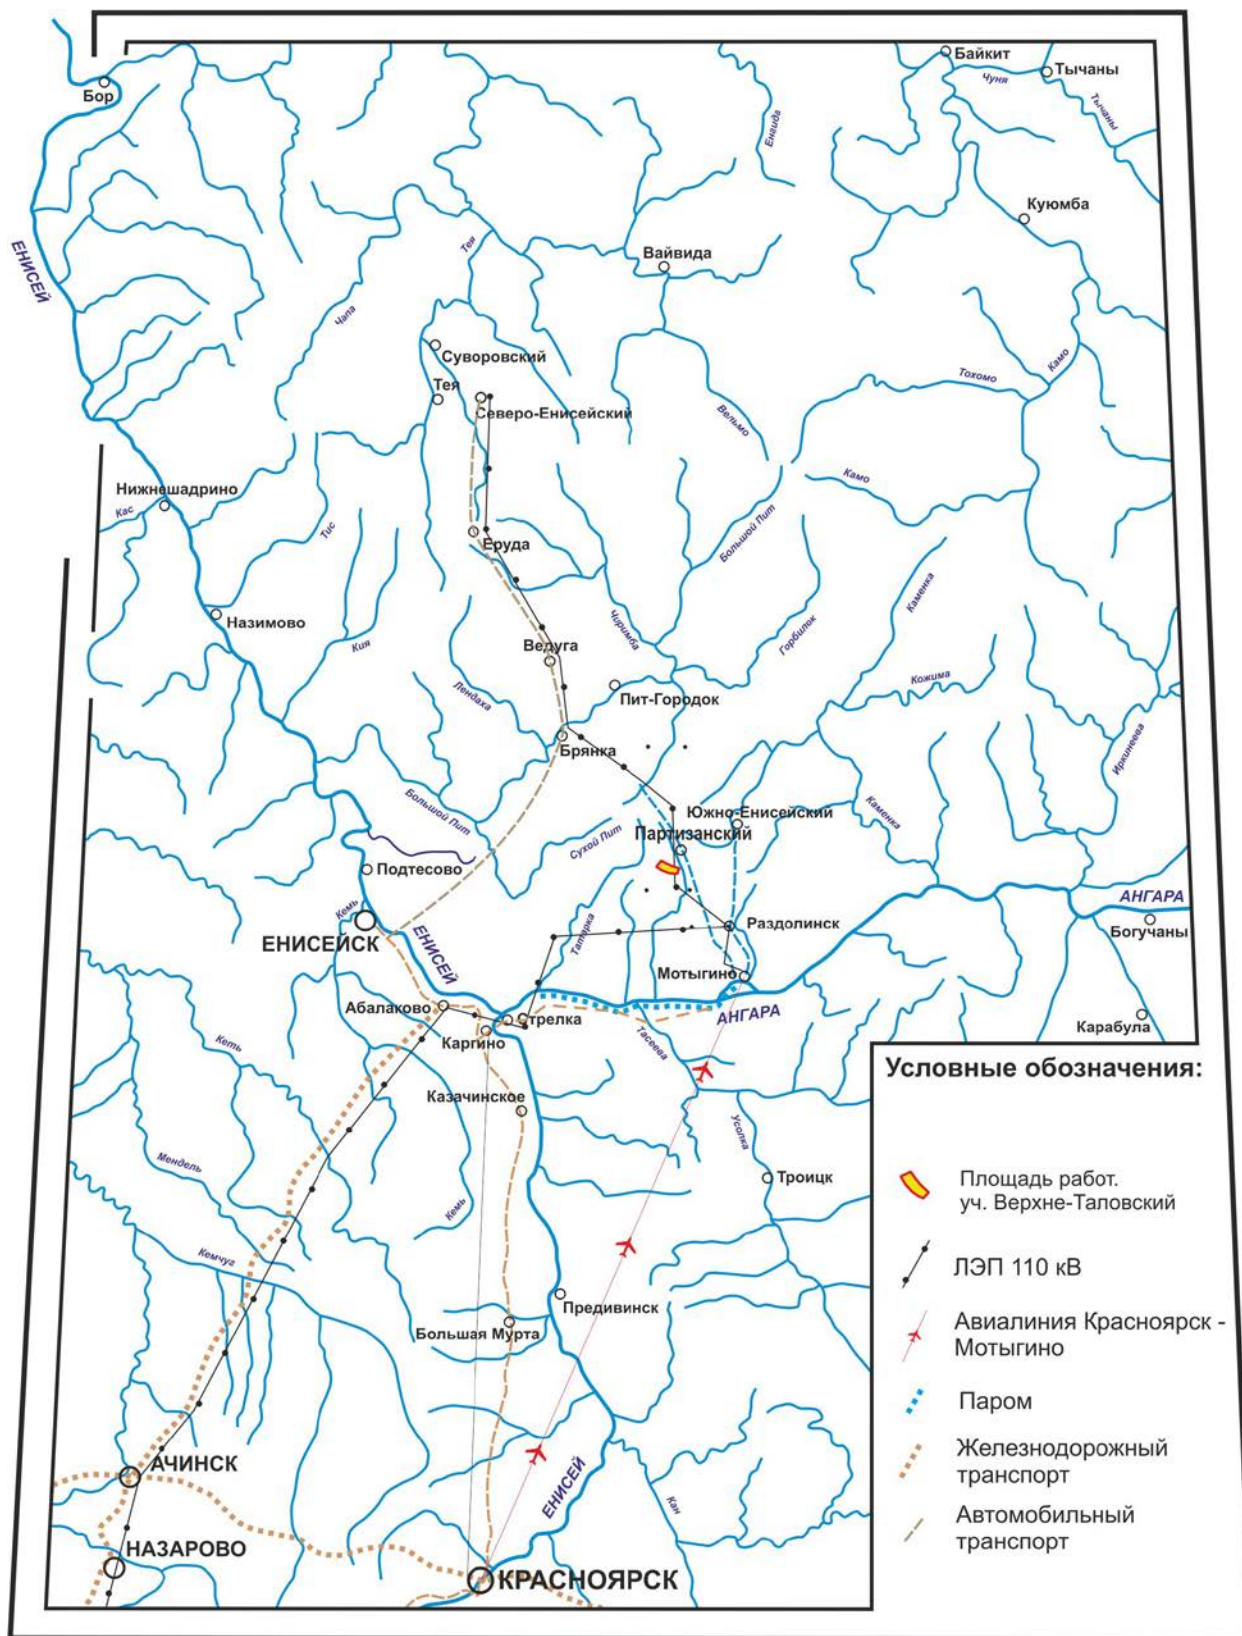 Байкит
Чуня
Тычаны
Бор
Тычаны
Енгида
Куюмба
ЕНИСЕЙ
Тея
Вайвида
Чапа
Суворовский
Камо
Тохомо
Тея
Северо-Енисейский
Вельмо
Нижнешадрино
Кас
Камо
Тис
Большой Пит
Еруда
Каменка
Назимово
Чиримба
Горбилок
Кия
Ведуга
Лендаха
Кожима
Пит-Городок
Иркинеева
Брянка
Большой Пит
Южно-Енисейский
Каменка
Сухой Пит
Партизанский
Подтесово
АНГАРА
Кемь
Татарка
Раздолинск
Богучаны
ЕНИСЕЙСК
ЕНИСЕЙ
Мотыгино
Абалаково
АНГАРА
Стрелка
Карабула
Каргино
Тасеева
Кеть
Условные обозначения:
Казачинское
Усолка
Мендель
Троицк
Площадь работ.
уч. Верхне-Таловский
Кемь
Кемчуг
ЛЭП 110 кВ
Предивинск
Большая Мурта
Авиалиния Красноярск -
Мотыгино
Паром
АЧИНСК
Железнодорожный
транспорт
ЕНИСЕЙ
Кан
Автомобильный
транспорт
НАЗАРОВО
КРАСНОЯРСК